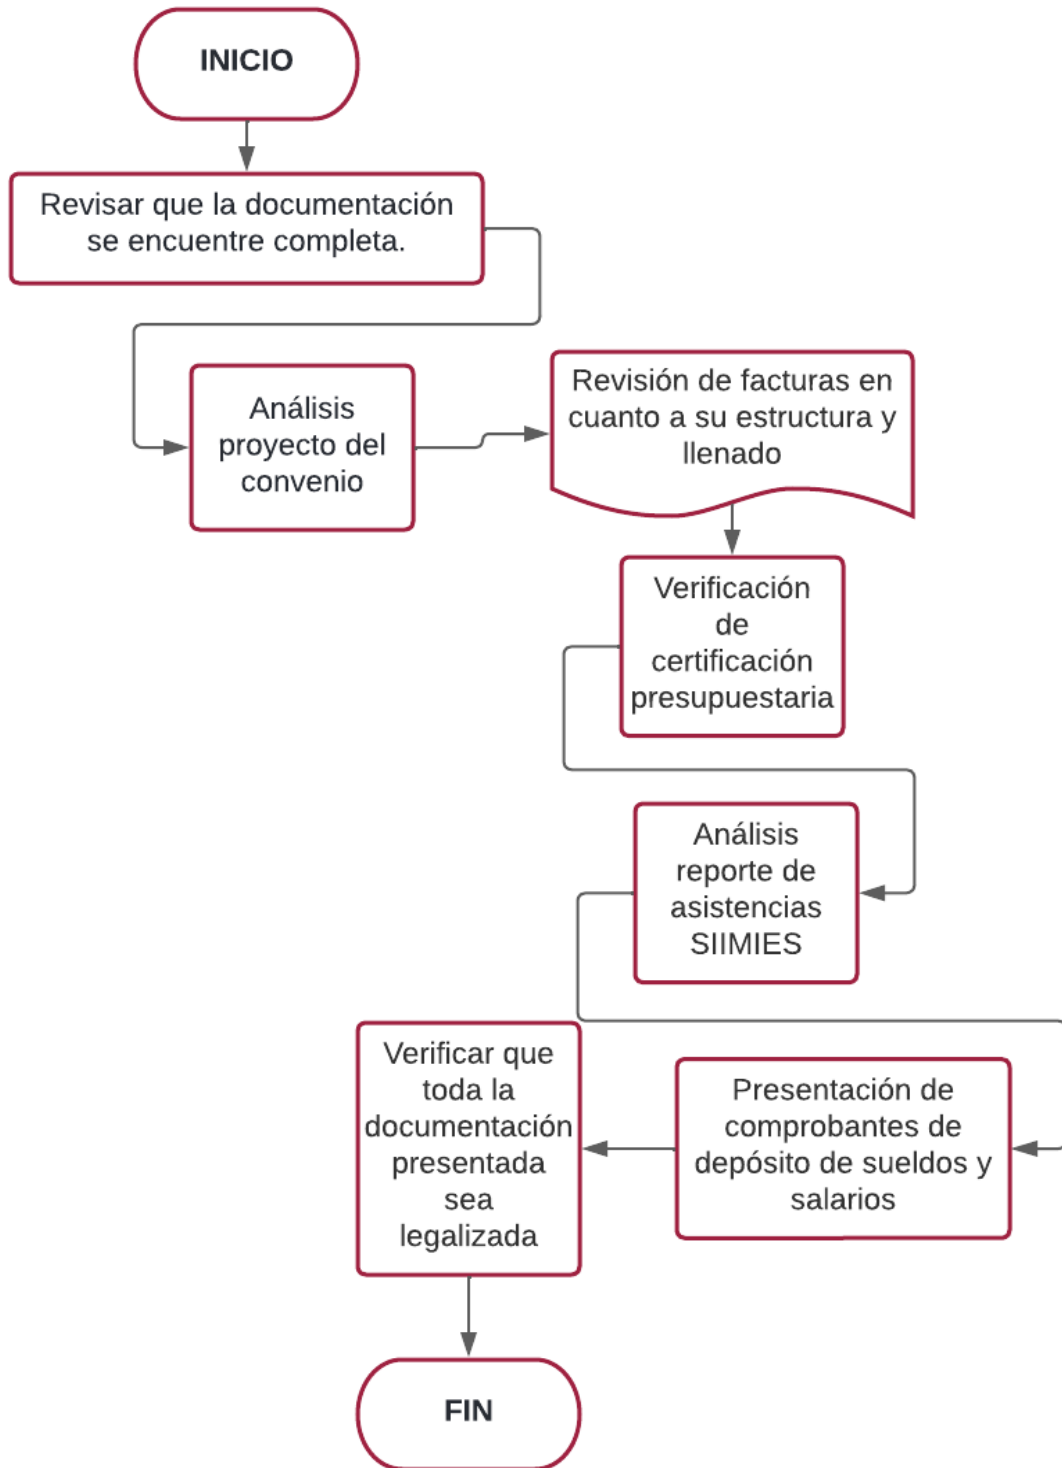 INICIO
Revisar que la documentación
se encuentre completa.
Análisis
proyecto del
convenio
Revisión de facturas en
cuanto a su estructura y
llenado
Verificación
de
certificación
presupuestaria
Análisis
reporte de
asistencias
SIIMIES
Presentación de
comprobantes de
depósito de sueldos y
salarios
Verificar que
toda la
documentación
presentada
sea
legalizada
FIN